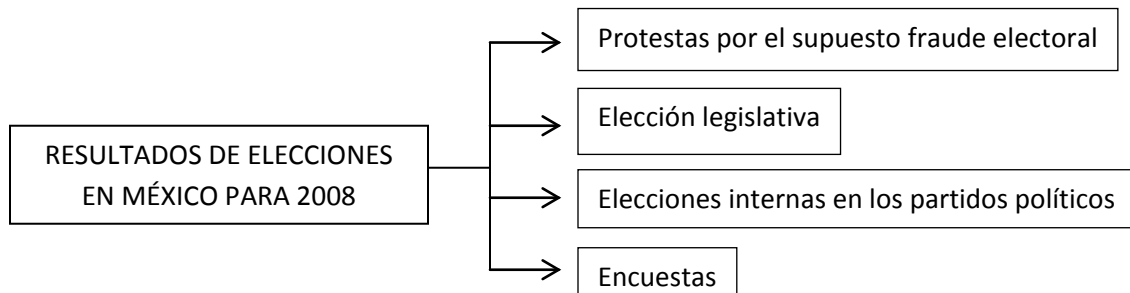 Protestas por el supuesto fraude electoral
Elección legislativa
RESULTADOS DE ELECCIONES
EN MÉXICO PARA 2008
Elecciones internas en los partidos políticos
Encuestas